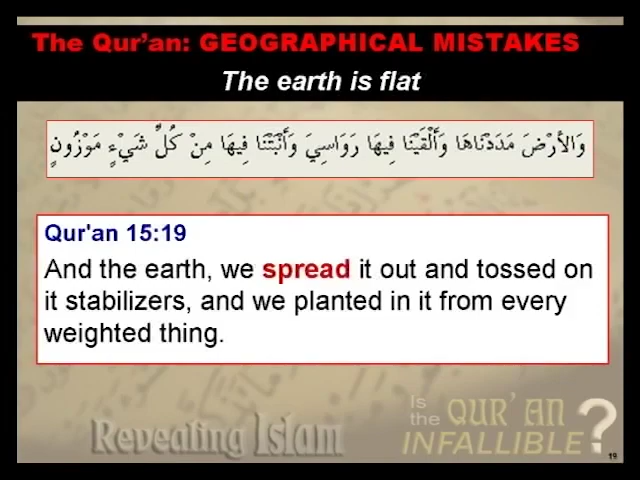 The Qur'an: GEOGRAPHICAL MISTAKES
The earth is flat
وَالأَرْضَ مَدَدْنَاهَا وَأَلْقَيْنَا فِيهَا رَوَاسِيَ وَأَنْبَتْنَا فِيهَا مِنْ كُلِّ شَيْءٍ مَوْزُونٍ
Qur'an 15:19
And the earth, we spread it out and tossed on
it stabilizers, and we planted in it from every
weighted thing.
Revealing Islam
Is
the QUR'AN
INFALLIBLE?
19